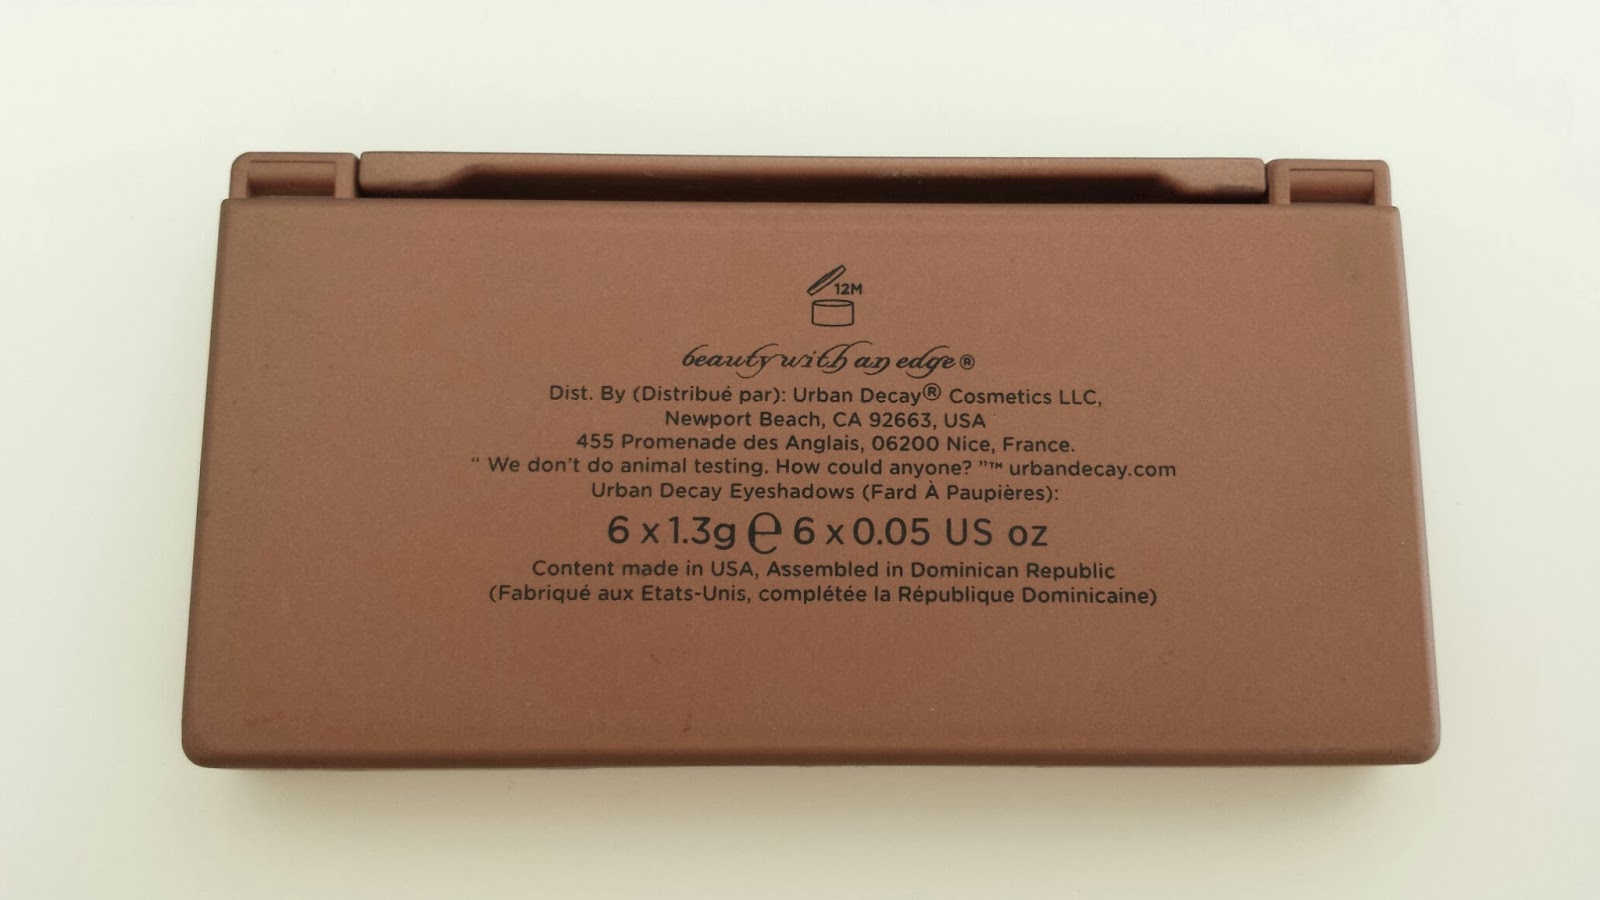 12M
beauty with an edge®
Dist. By (Distribué par): Urban Decay® Cosmetics LLC,
Newport Beach, CA 92663, USA
455 Promenade des Anglais, 06200 Nice, France.
“ We don’t do animal testing. How could anyone? ”™ urbandecay.com
Urban Decay Eyeshadows (Fard À Paupières):
6 x 1.3g ℮ 6 x 0.05 US oz
Content made in USA, Assembled in Dominican Republic
(Fabriqué aux Etats-Unis, complétée la République Dominicaine)